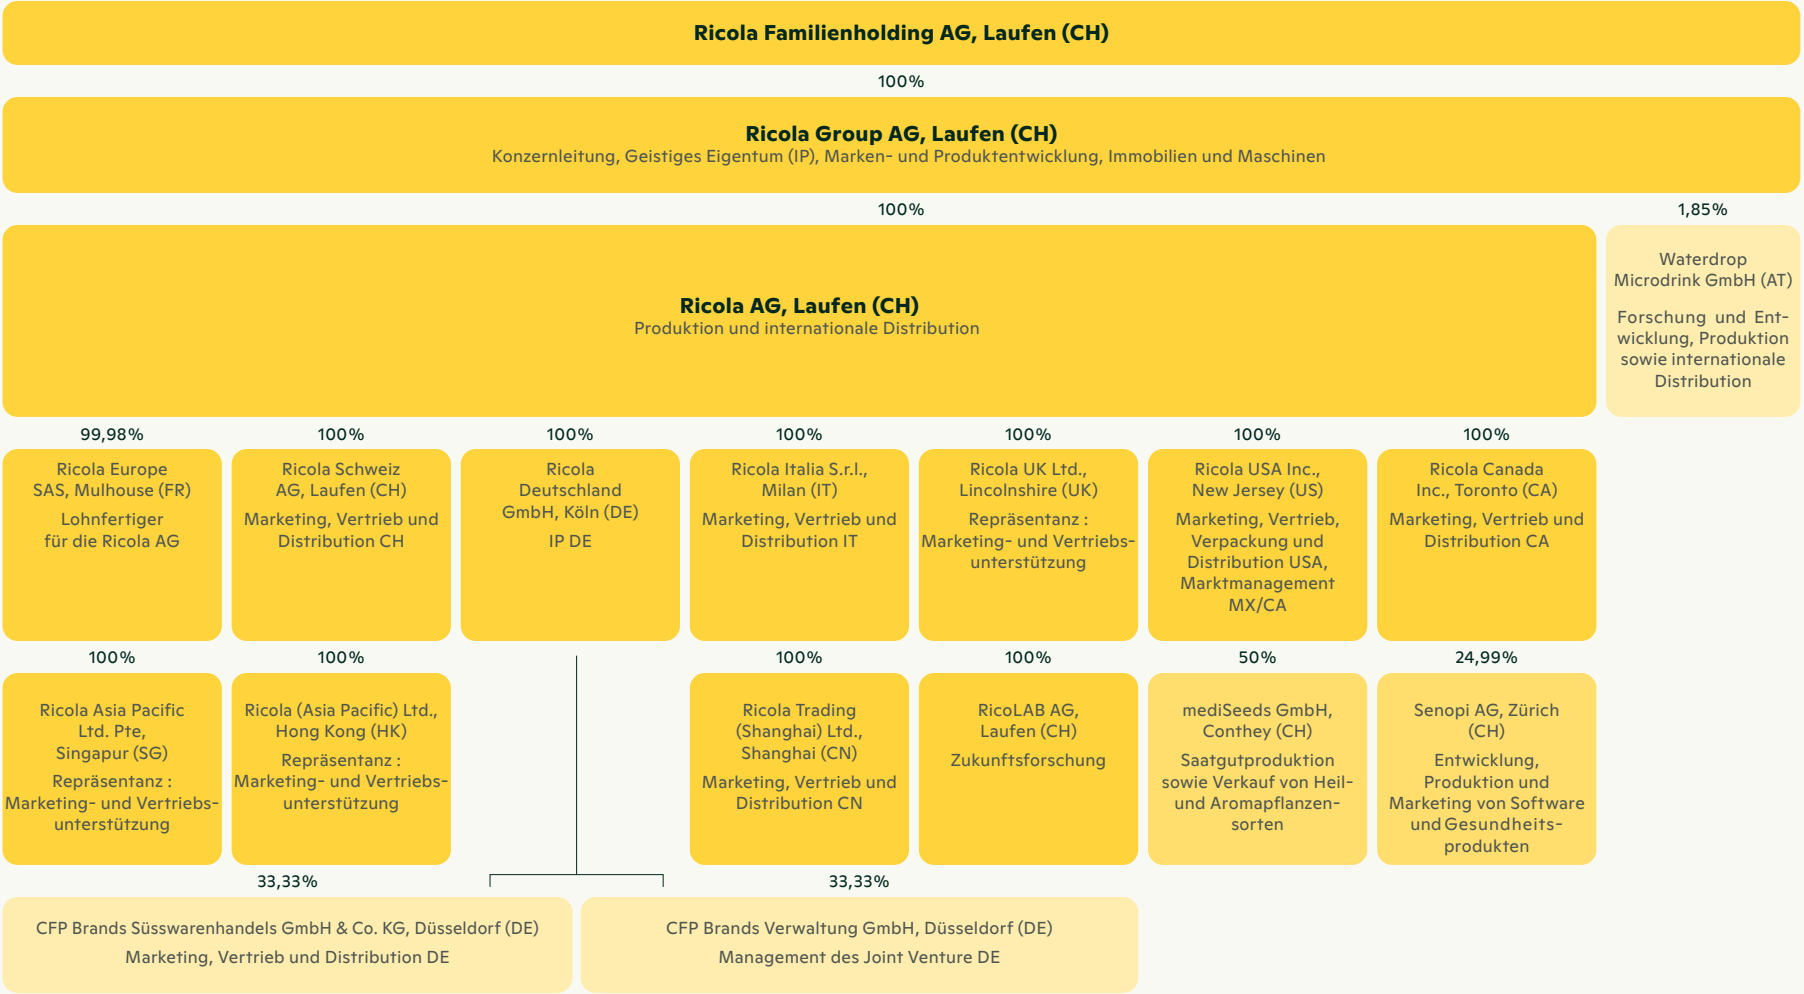 Ricola Familienholding AG, Laufen (CH)
100%
Ricola Group AG, Laufen (CH)
Konzernleitung, Geistiges Eigentum (IP), Marken- und Produktentwicklung, Immobilien und Maschinen
100%
1,85%
Ricola AG, Laufen (CH)
Produktion und internationale Distribution
Waterdrop
Microdrink GmbH (AT)
Forschung und Ent-
wicklung, Produktion
sowie internationale
Distribution
99,98%
Ricola Europe
SAS, Mulhouse (FR)
Lohnfertiger
für die Ricola AG
100%
Ricola Schweiz
AG, Laufen (CH)
Marketing, Vertrieb und
Distribution CH
100%
Ricola
Deutschland
GmbH, Köln (DE)
IP DE
100%
Ricola Italia S.r.l.,
Milan (IT)
Marketing, Vertrieb und
Distribution IT
100%
Ricola UK Ltd.,
Lincolnshire (UK)
Repräsentanz :
Marketing- und Vertriebs-
unterstützung
100%
Ricola USA Inc.,
New Jersey (US)
Marketing, Vertrieb,
Verpackung und
Distribution USA,
Marktmanagement
MX/CA
100%
Ricola Canada
Inc., Toronto (CA)
Marketing, Vertrieb und
Distribution CA
100%
Ricola Asia Pacific
Ltd. Pte,
Singapur (SG)
Repräsentanz :
Marketing- und Vertriebs-
unterstützung
100%
Ricola (Asia Pacific) Ltd.,
Hong Kong (HK)
Repräsentanz :
Marketing- und Vertriebs-
unterstützung
100%
Ricola Trading
(Shanghai) Ltd.,
Shanghai (CN)
Marketing, Vertrieb und
Distribution CN
100%
RicoLAB AG,
Laufen (CH)
Zukunftsforschung
50%
mediSeeds GmbH,
Conthey (CH)
Saatgutproduktion
sowie Verkauf von Heil-
und Aromapflanzen-
sorten
24,99%
Senopi AG, Zürich
(CH)
Entwicklung,
Produktion und
Marketing von Software
und Gesundheits-
produkten
33,33%
CFP Brands Süsswarenhandels GmbH & Co. KG, Düsseldorf (DE)
Marketing, Vertrieb und Distribution DE
33,33%
CFP Brands Verwaltung GmbH, Düsseldorf (DE)
Management des Joint Venture DE